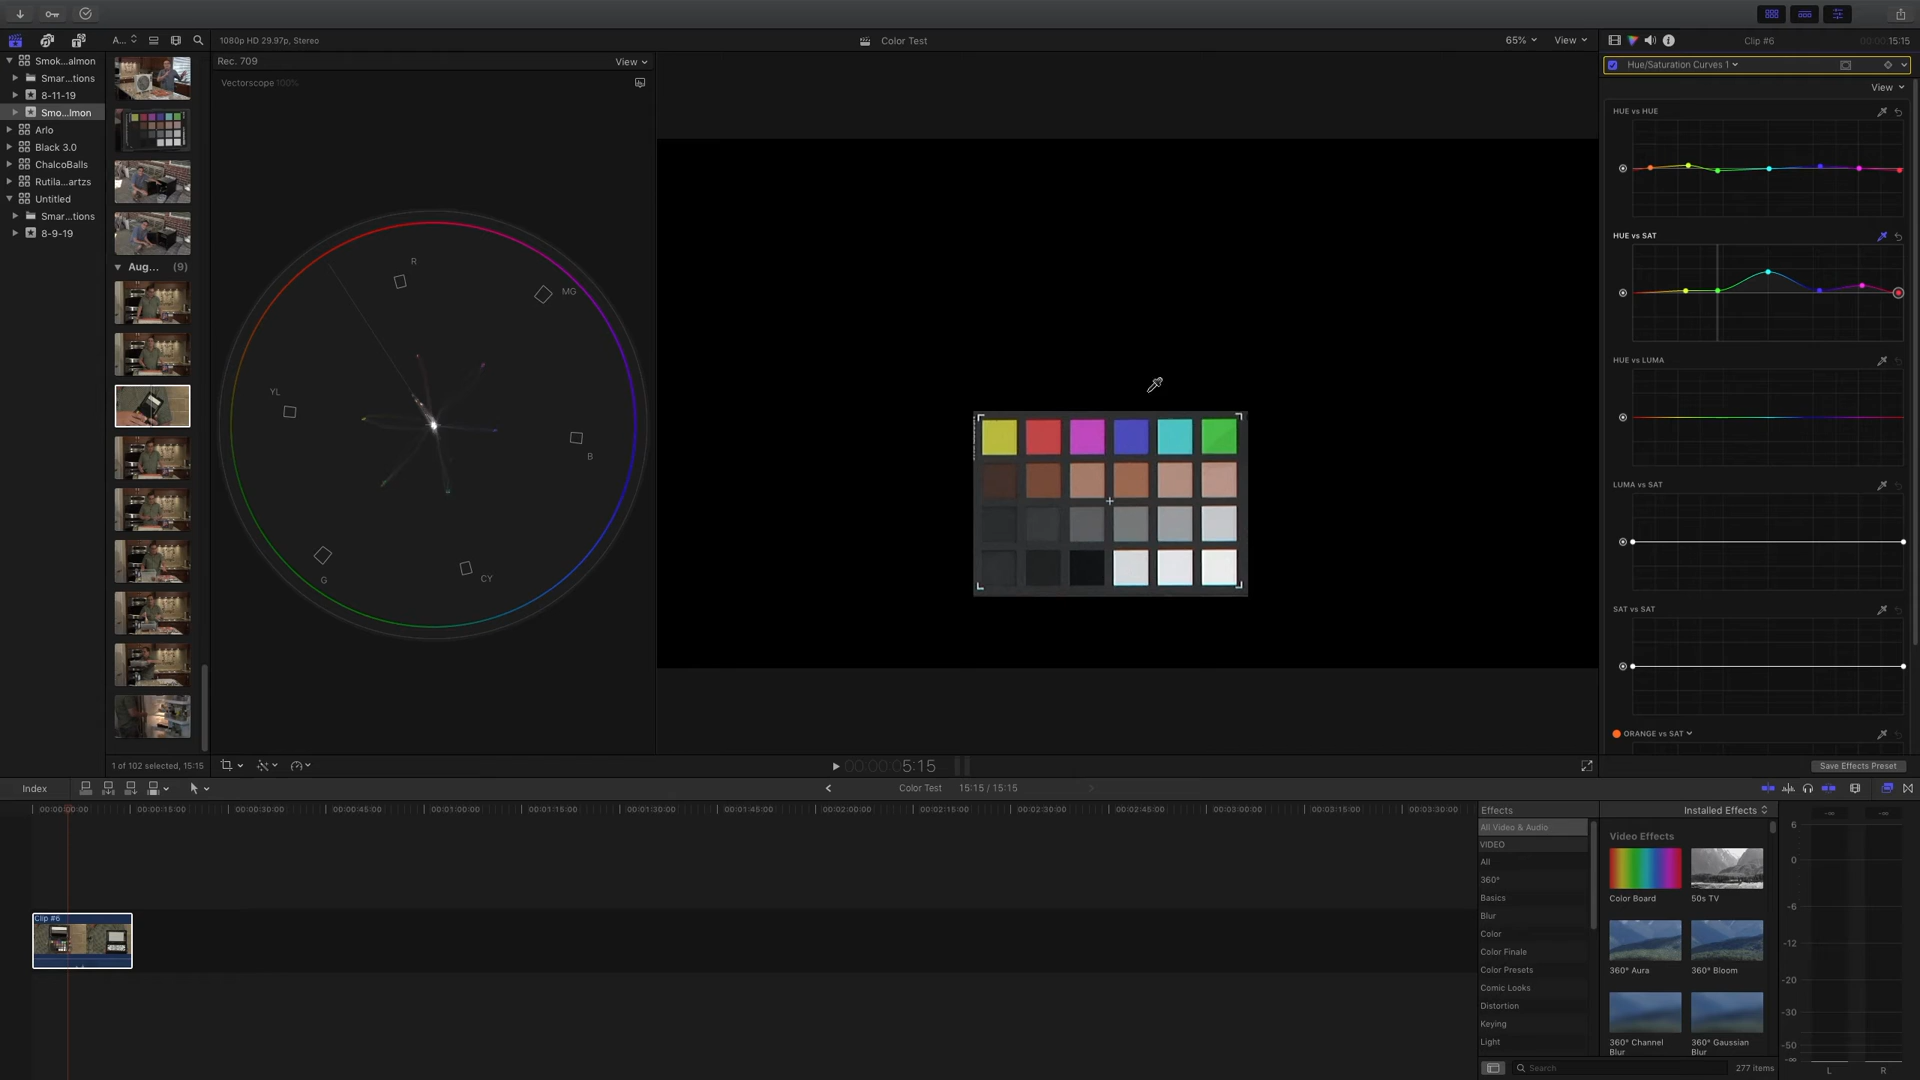 1080p HD 29.97p, Stereo
Color Test
65%
View
Clip #6
00:00:00:15:15
A...
Smok...almon
Smar...tions
8-11-19
Smo...lmon
Arlo
Black 3.0
ChalcoBalls
Rutila...artzs
Untitled
Smar...tions
8-9-19
Aug... (9)
1 of 102 selected, 15:15
Rec. 709
View
Vectorscope 100%
R
MG
YL
B
G
CY
00:00:00 5:15
Hue/Saturation Curves 1
View
HUE vs HUE
HUE vs SAT
HUE vs LUMA
LUMA vs SAT
SAT vs SAT
ORANGE vs SAT
Save Effects Preset
Index
Color Test
15:15 / 15:15
00:00:00:00
00:00:15:00
00:00:30:00
00:00:45:00
00:01:00:00
00:01:15:00
00:01:30:00
00:01:45:00
00:02:00:00
00:02:15:00
00:02:30:00
00:02:45:00
00:03:00:00
00:03:15:00
00:03:30:00
Clip #6
Effects
Installed Effects
All Video & Audio
VIDEO
All
360°
Basics
Blur
Color
Color Finale
Color Presets
Comic Looks
Distortion
Keying
Light
Video Effects
Color Board
50s TV
360° Aura
360° Bloom
360° Channel Blur
360° Gaussian Blur
Search
277 items
-∞
-∞
6
0
-6
-12
-20
-30
-50
-∞
L
R